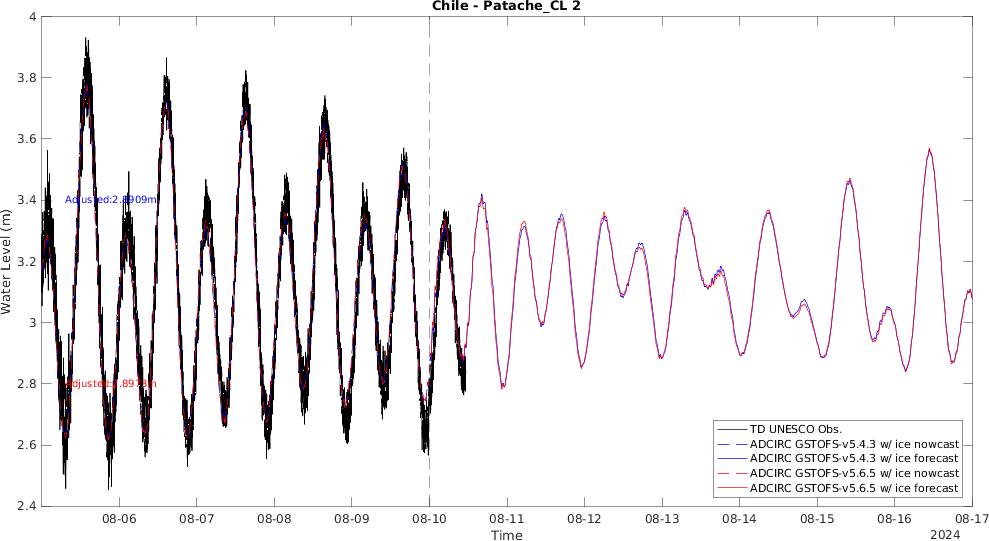 Chile - Patache_CL 2
Water Level (m)
4
3.8
3.6
3.4
3.2
3
2.8
2.6
2.4
Adjusted:2.8909m
Adjusted:2.8973m
TD UNESCO Obs.
ADCIRC GSTOFS-v5.4.3 w/ ice nowcast
ADCIRC GSTOFS-v5.4.3 w/ ice forecast
ADCIRC GSTOFS-v5.6.5 w/ ice nowcast
ADCIRC GSTOFS-v5.6.5 w/ ice forecast
08-06 08-07 08-08 08-09 08-10 08-11 08-12 08-13 08-14 08-15 08-16 08-17
Time
2024